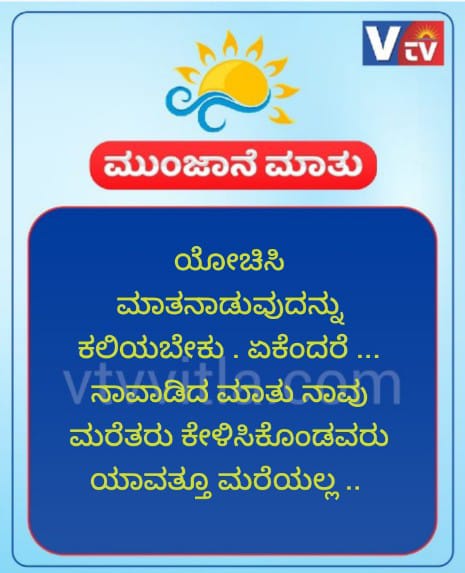 Vtv
ಮುಂಜಾನೆ ಮಾತು
ಯೋಚಿಸಿ
ಮಾತನಾಡುವುದನ್ನು
ಕಲಿಯಬೇಕು . ಏಕೆಂದರೆ ...
vtvvitla.com
ನಾವಾಡಿದ ಮಾತು ನಾವು
ಮರೆತರು ಕೇಳಿಸಿಕೊಂಡವರು
ಯಾವತ್ತೂ ಮರೆಯಲ್ಲ ..